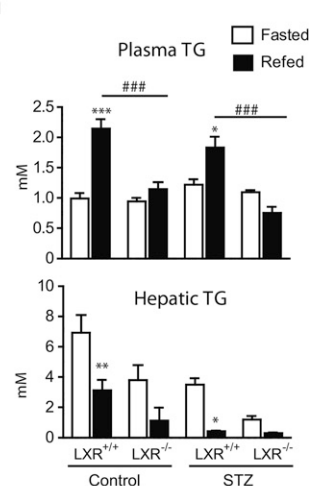 Fasted
Refed
Plasma TG
###
###
***
*
2.5
2.0
1.5
1.0
0.5
0
mM
Hepatic TG
10
8
6
4
2
0
mM
**
*
LXR+/+ LXR-/- LXR+/+ LXR-/-
Control STZ